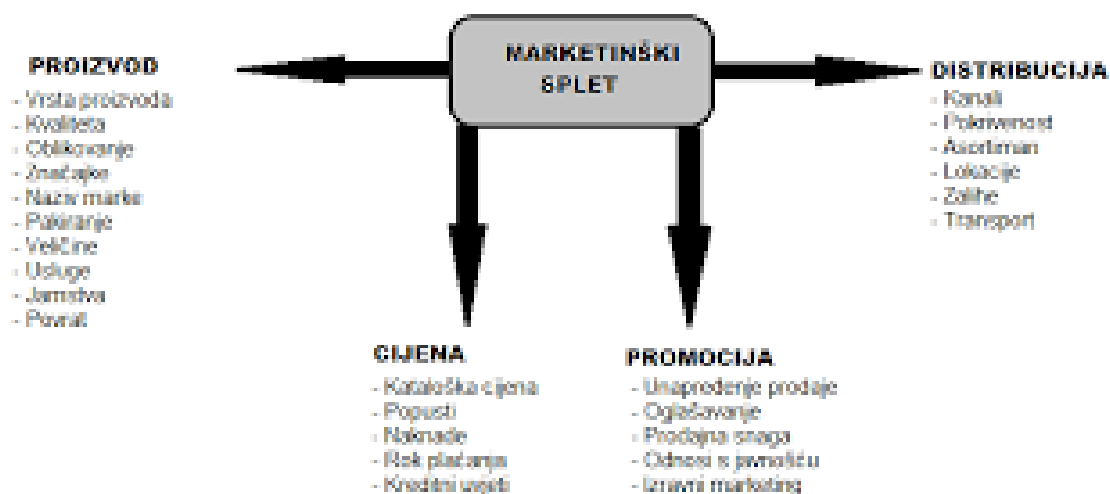 MARKETINŠKI
SPLET
PROIZVOD
- Vrsta proizvoda
- Kvaliteta
- Oblikovanje
- Značajke
- Naziv marke
- Pakiranje
- Veličine
- Usluge
- Jamstva
- Povrat
CIJENA
- Kataloška cijena
- Popusti
- Naknade
- Rok plaćanja
- Kreditni uvjeti
PROMOCIJA
- Unapređenje prodaje
- Oglašavanje
- Prodajna snaga
- Odnosi s javnošću
- Izravni marketing
DISTRIBUCIJA
- Kanali
- Pokrivenost
- Asortiman
- Lokacije
- Zalihe
- Transport